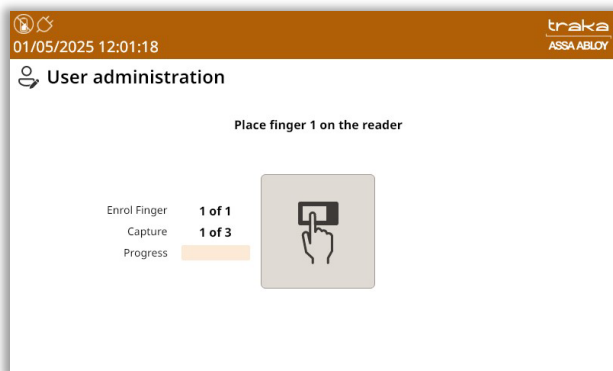 traka
01/05/2025 12:01:18
ASSA ABLOY
User administration
Place finger 1 on the reader
Enrol Finger 1 of 1
Capture 1 of 3
Progress